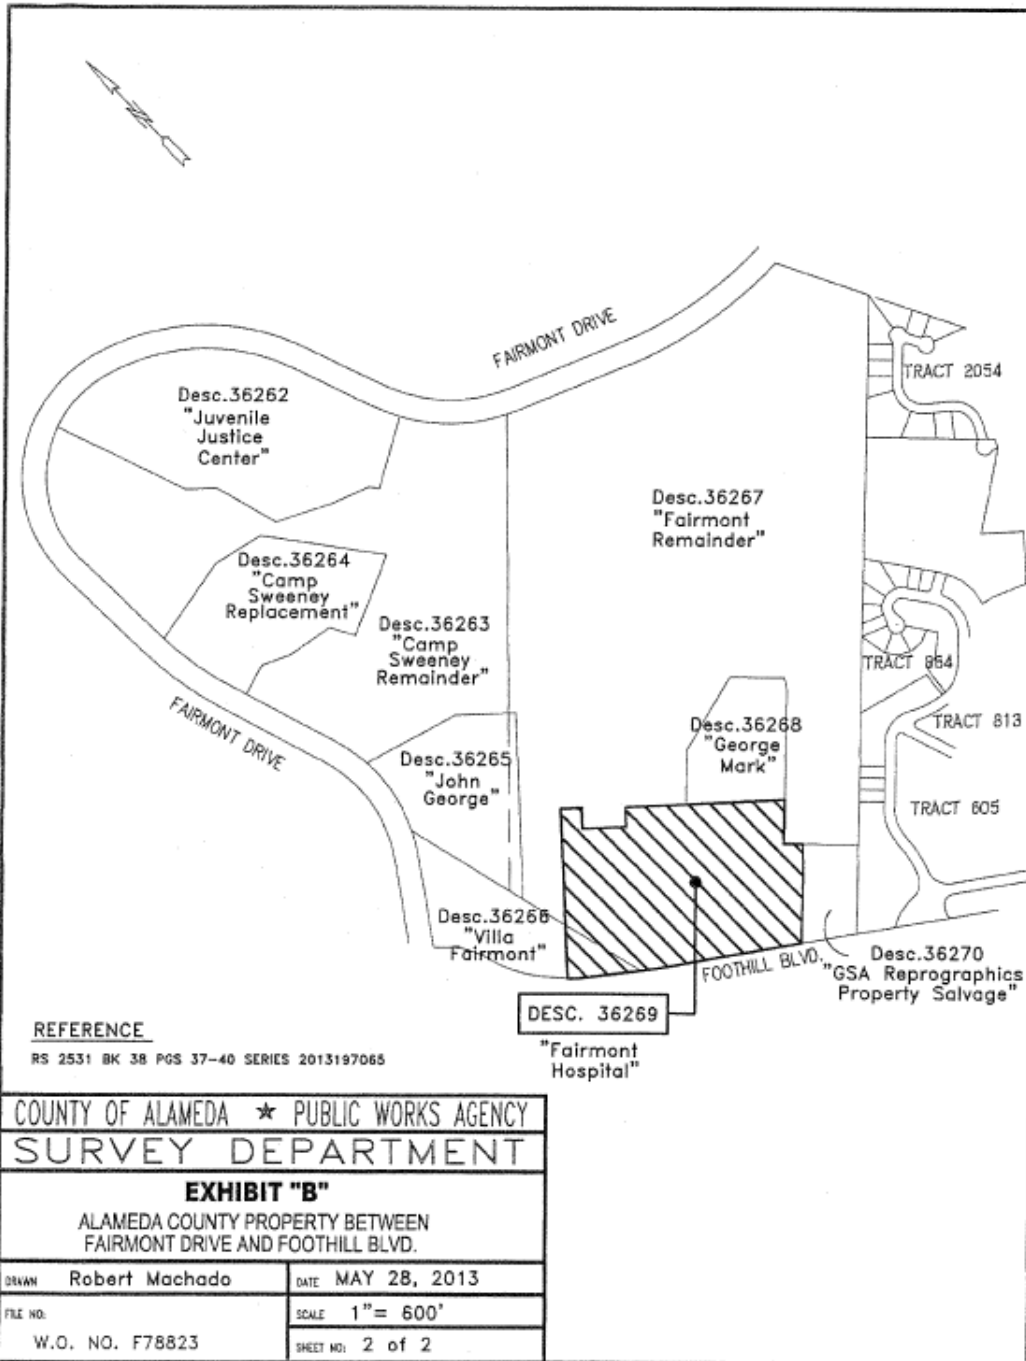 N
FAIRMONT DRIVE
TRACT 2054
Desc.36262
"Juvenile
Justice
Center"
Desc.36267
"Fairmont
Remainder"
Desc.36264
"Camp
Sweeney
Replacement"
Desc.36263
"Camp
Sweeney
Remainder"
TRACT 864
FAIRMONT DRIVE
Desc.36268
"George
Mark"
TRACT 813
Desc.36265
"John
George"
TRACT 605
Desc.36266
"Villa
Fairmont"
FOOTHILL BLVD.
Desc.36270
"GSA Reprographics
Property Salvage"
DESC. 36269
"Fairmont
Hospital"
REFERENCE
RS 2531 BK 38 PGS 37-40 SERIES 2013197065
COUNTY OF ALAMEDA ★ PUBLIC WORKS AGENCY
SURVEY DEPARTMENT
EXHIBIT "B"
ALAMEDA COUNTY PROPERTY BETWEEN
FAIRMONT DRIVE AND FOOTHILL BLVD.
DRAWN Robert Machado
DATE MAY 28, 2013
FILE NO:
W.O. NO. F78823
SCALE 1"= 600'
SHEET NO: 2 of 2